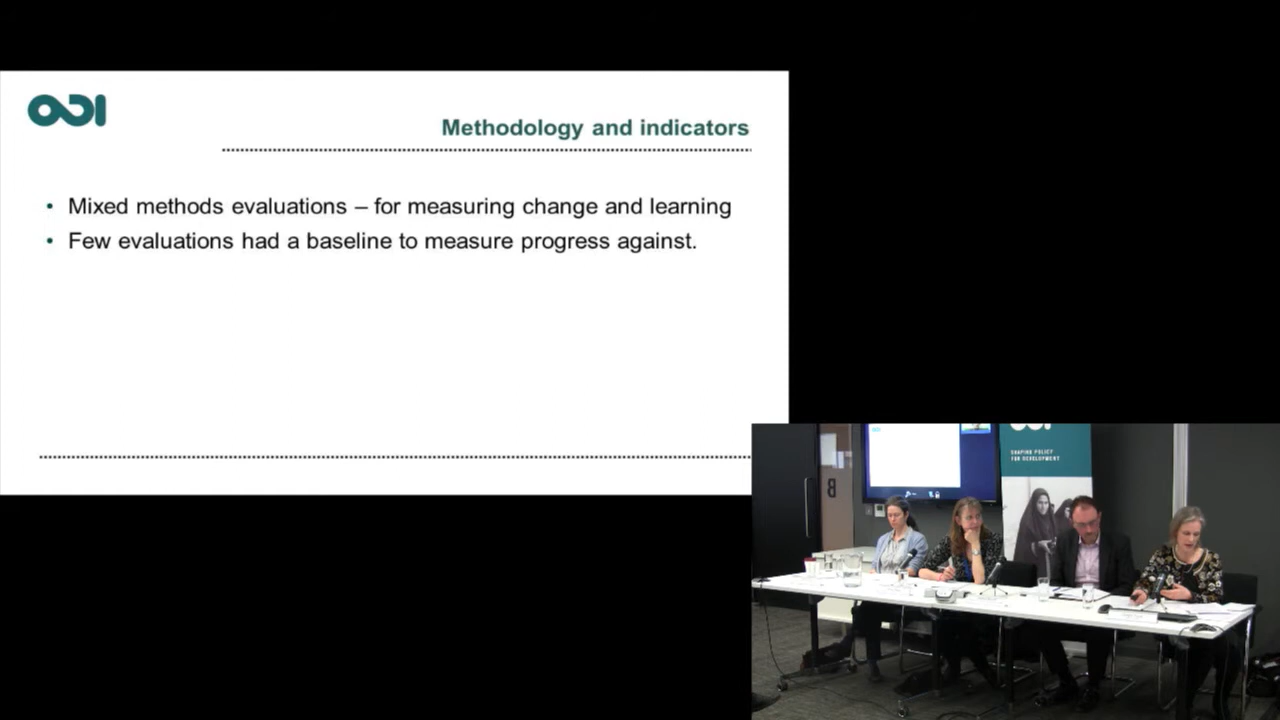 ODI
Methodology and indicators
• Mixed methods evaluations – for measuring change and learning
• Few evaluations had a baseline to measure progress against.
SHAPING POLICY
FOR DEVELOPMENT
B